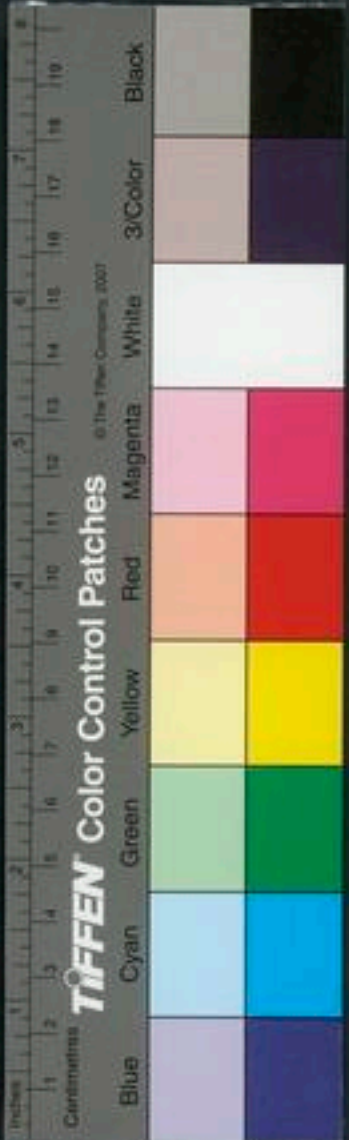 Inches 1 2 3 4 5 6 7 8
Centimetres 1 2 3 4 5 6 7 8 9 10 11 12 13 14 15 16 17 18 19
TIFFEN® Color Control Patches © The Tiffen Company, 2007
Blue Cyan Green Yellow Red Magenta White 3/Color Black